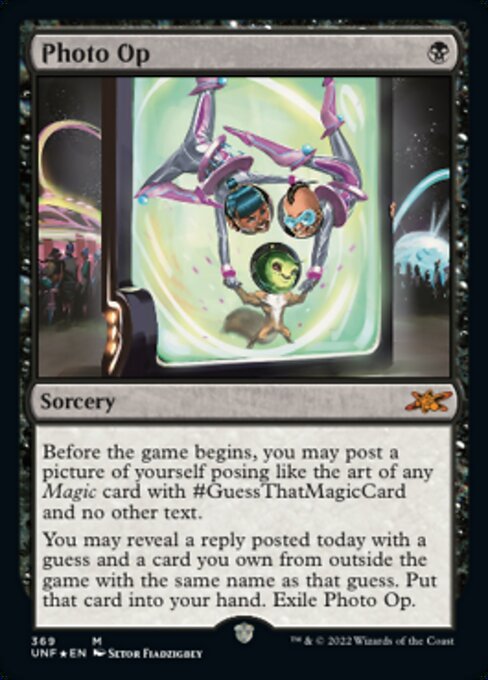 Photo Op
Sorcery
Before the game begins, you may post a
picture of yourself posing like the art of any
Magic card with #GuessThatMagicCard
and no other text.
You may reveal a reply posted today with a
guess and a card you own from outside the
game with the same name as that guess. Put
that card into your hand. Exile Photo Op.
369 M
UNF★EN Setor Fiadzigbey
™ & © 2022 Wizards of the Coast